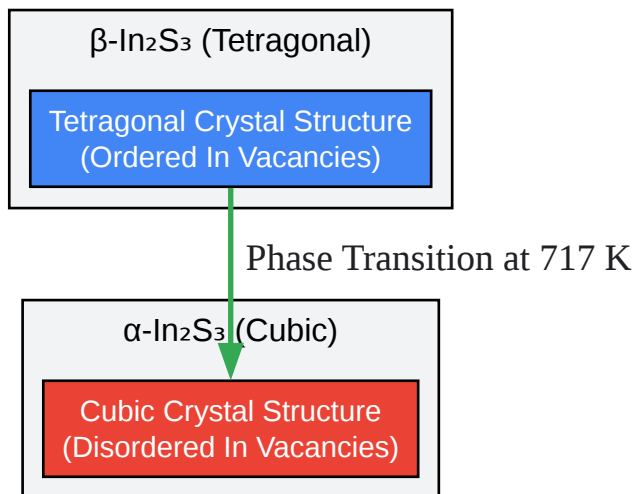 β-In₂S₃ (Tetragonal)
Tetragonal Crystal Structure
(Ordered In Vacancies)
Phase Transition at 717 K
α-In₂S₃ (Cubic)
Cubic Crystal Structure
(Disordered In Vacancies)